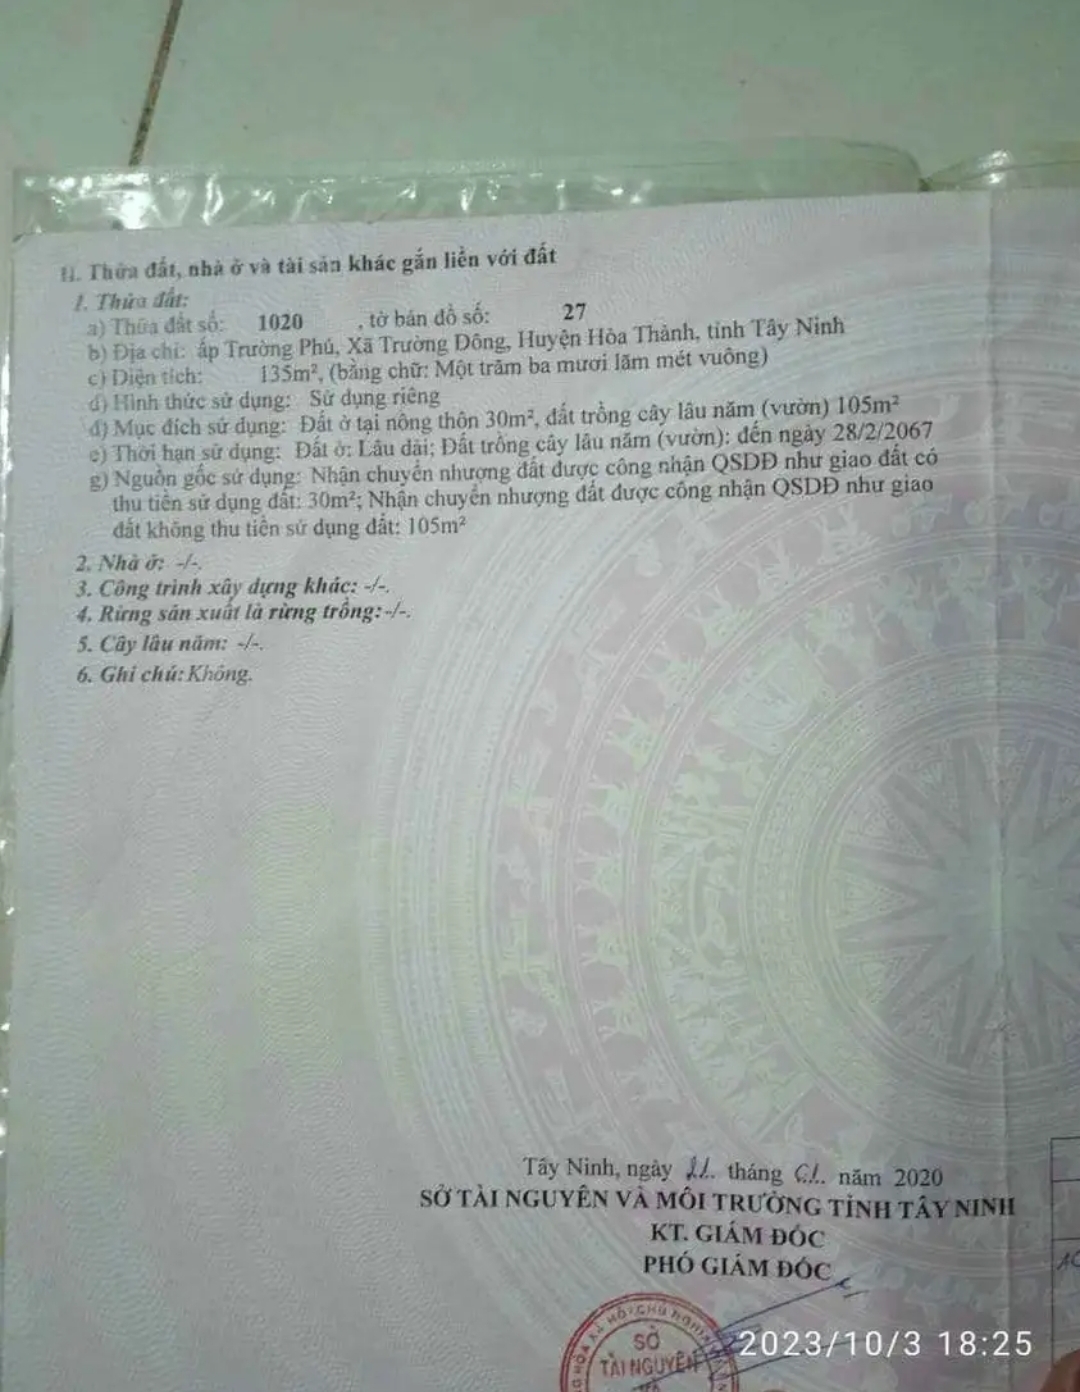 II. Thửa đất, nhà ở và tài sản khác gắn liền với đất
1. Thửa đất:
a) Thửa đất số: 1020 , tờ bản đồ số: 27
b) Địa chỉ: ấp Trường Phú, Xã Trường Đông, Huyện Hòa Thành, tỉnh Tây Ninh
c) Diện tích: 135m², (bằng chữ: Một trăm ba mươi lăm mét vuông)
d) Hình thức sử dụng: Sử dụng riêng
đ) Mục đích sử dụng: Đất ở tại nông thôn 30m², đất trồng cây lâu năm (vườn) 105m²
e) Thời hạn sử dụng: Đất ở: Lâu dài; Đất trồng cây lâu năm (vườn): đến ngày 28/2/2067
g) Nguồn gốc sử dụng: Nhận chuyển nhượng đất được công nhận QSDĐ như giao đất có
thu tiền sử dụng đất: 30m²; Nhận chuyển nhượng đất được công nhận QSDĐ như giao
đất không thu tiền sử dụng đất: 105m²
2. Nhà ở: -/-.
3. Công trình xây dựng khác: -/-.
4. Rừng sản xuất là rừng trồng: -/-.
5. Cây lâu năm: -/-.
6. Ghi chú: Không.
Tây Ninh, ngày tháng năm 2020
SỞ TÀI NGUYÊN VÀ MÔI TRƯỜNG TỈNH TÂY NINH
KT. GIÁM ĐỐC
PHÓ GIÁM ĐỐC
SỞ
TÀI NGUYÊN
2023/10/3 18:25